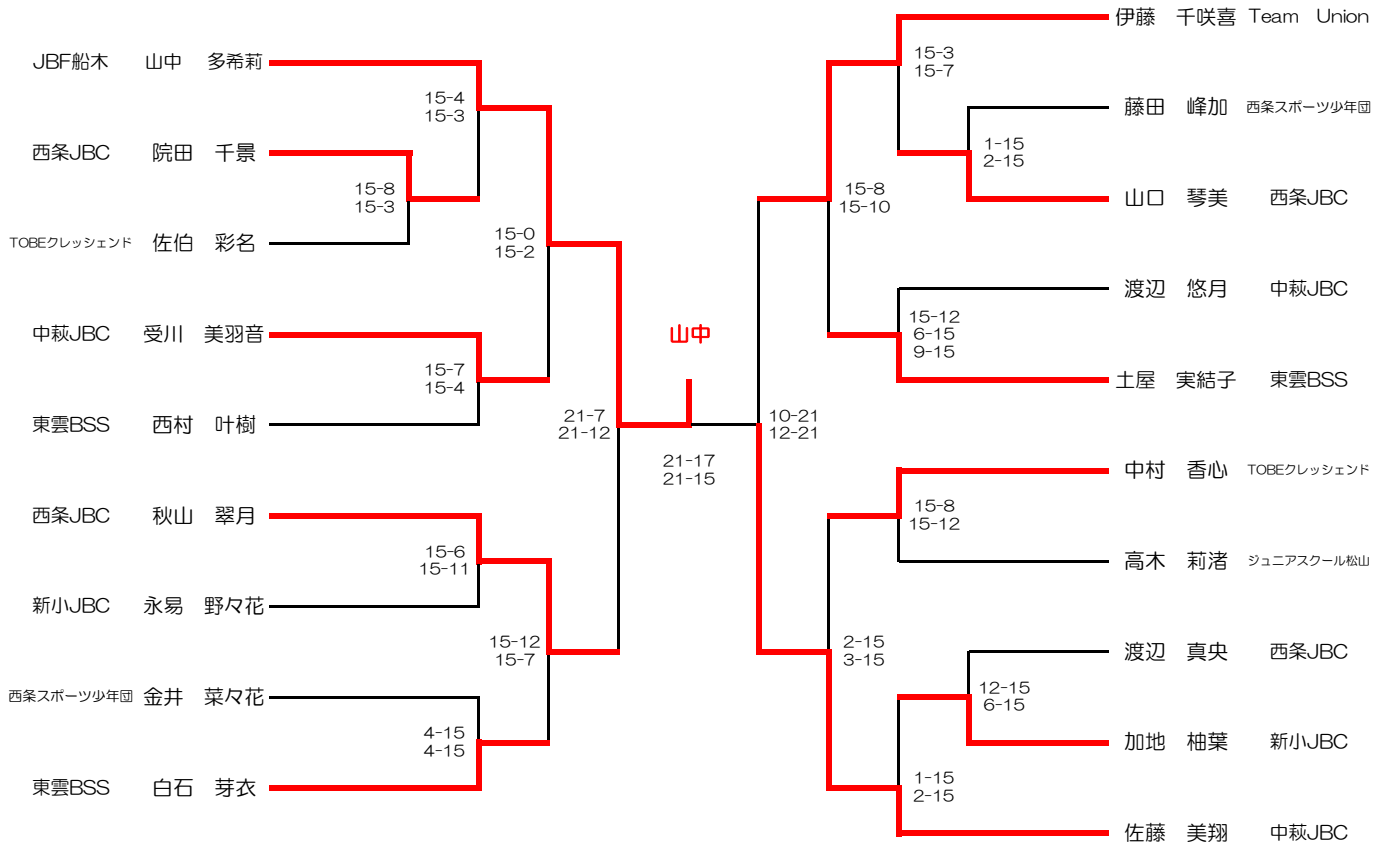 JBF船木 山中 多希莉
15-4
15-3
西条JBC 院田 千景
15-8
15-3
TOBEクレッシェンド 佐伯 彩名
15-0
15-2
中萩JBC 受川 美羽音
15-7
15-4
東雲BSS 西村 叶樹
21-7
21-12
西条JBC 秋山 翠月
15-6
15-11
新小JBC 永易 野々花
15-12
15-7
西条スポーツ少年団 金井 菜々花
4-15
4-15
東雲BSS 白石 芽衣
山中
21-17
21-15
伊藤 千咲喜 Team Union
15-3
15-7
藤田 峰加 西条スポーツ少年団
1-15
2-15
山口 琴美 西条JBC
15-8
15-10
渡辺 悠月 中萩JBC
15-12
6-15
9-15
土屋 実結子 東雲BSS
10-21
12-21
中村 香心 TOBEクレッシェンド
15-8
15-12
高木 莉渚 ジュニアスクール松山
2-15
3-15
渡辺 真央 西条JBC
12-15
6-15
加地 柚葉 新小JBC
1-15
2-15
佐藤 美翔 中萩JBC